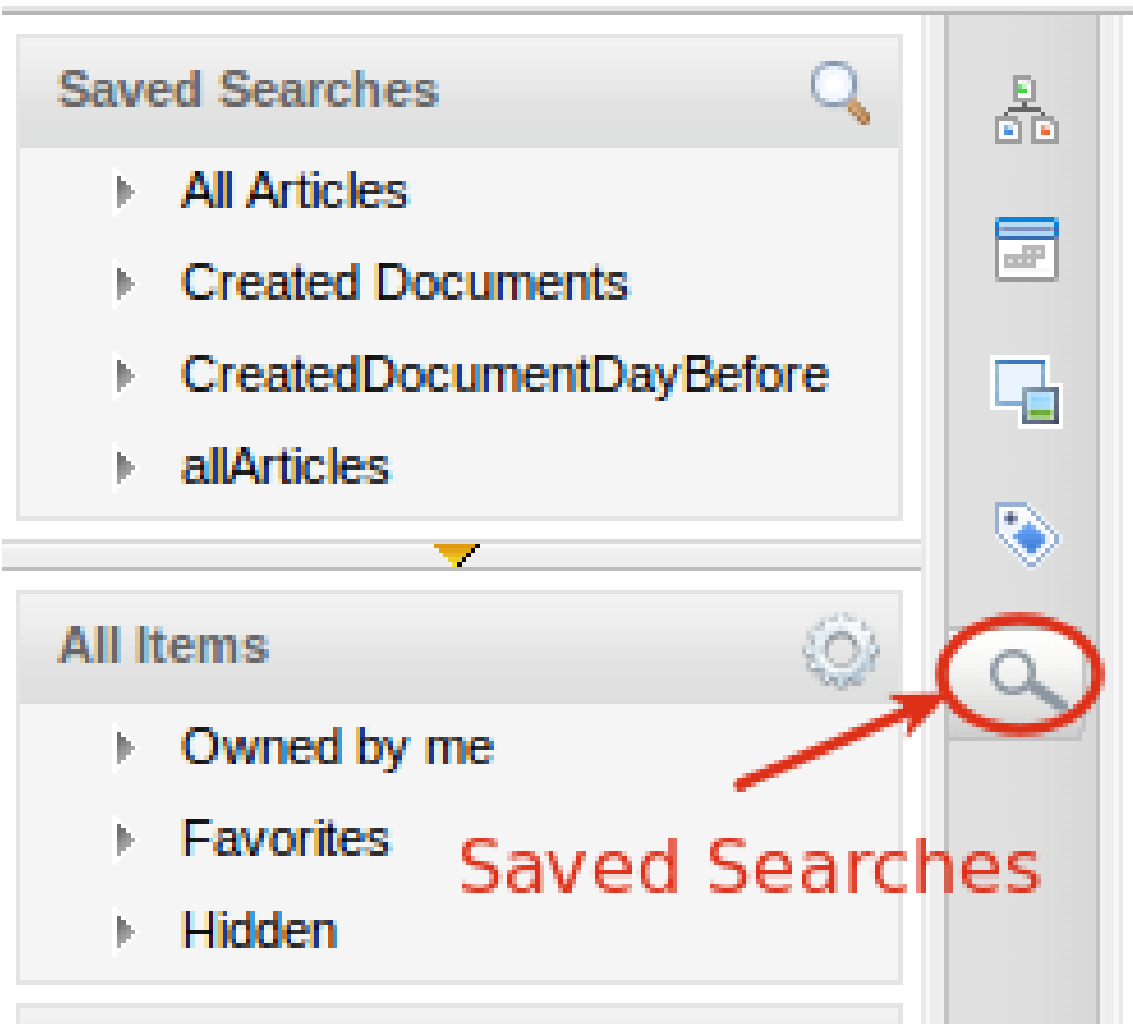 Saved Searches
All Articles
Created Documents
CreatedDocumentDayBefore
allArticles
All Items
Owned by me
Favorites
Saved Searches
Hidden